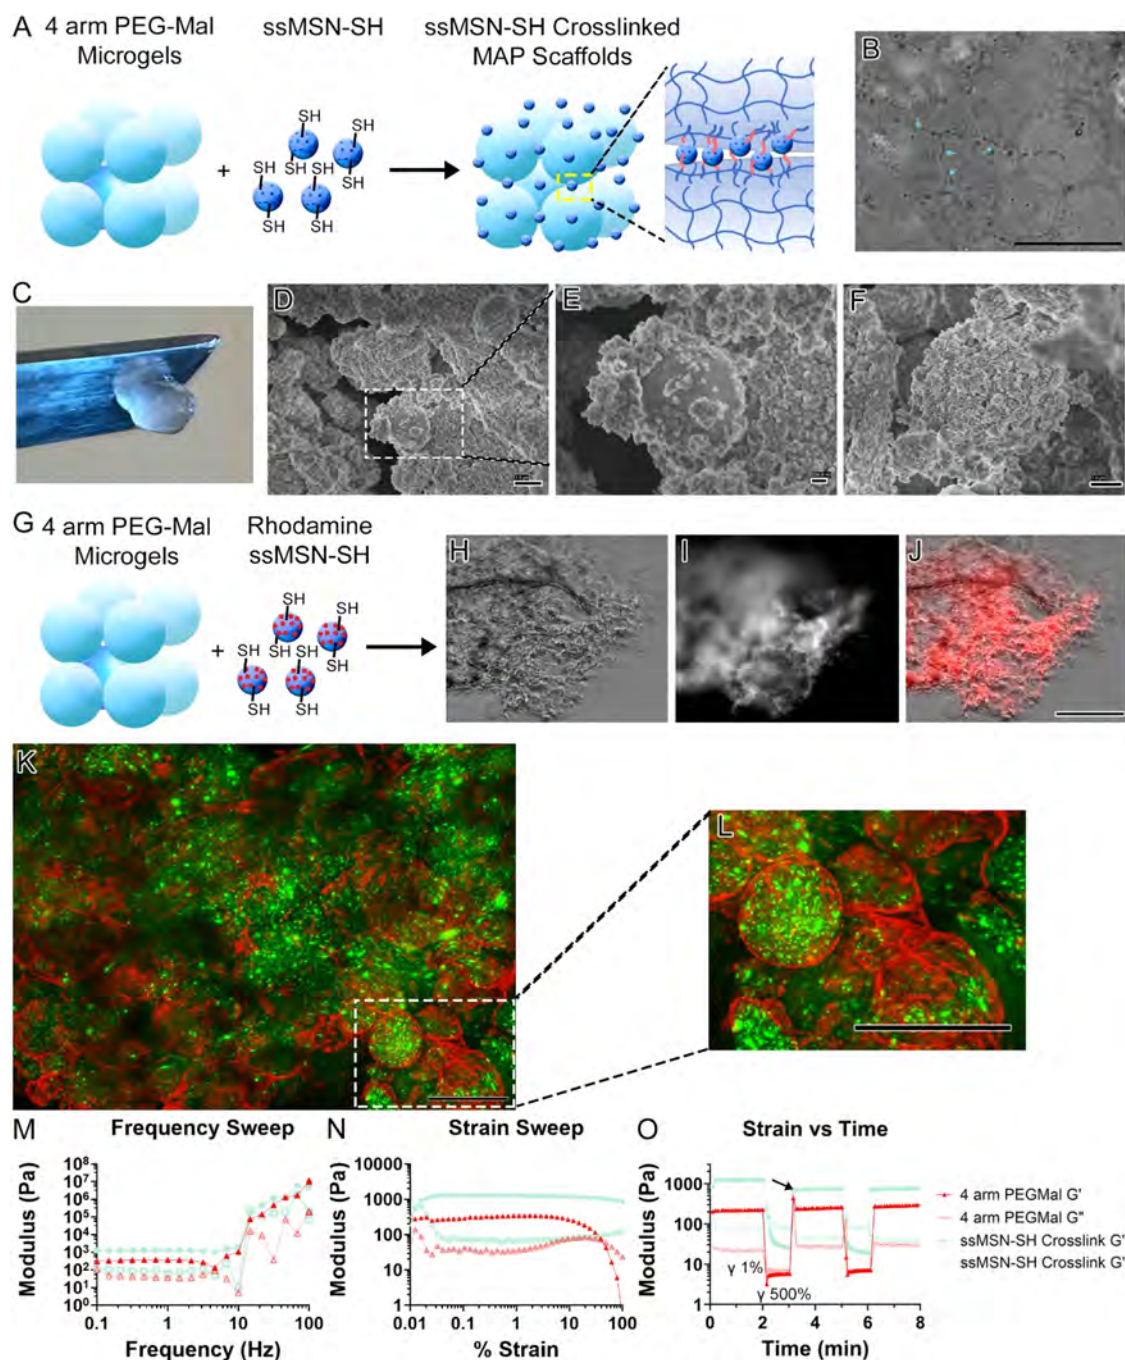 A
4 arm PEG-Mal
Microgels
ssMSN-SH
ssMSN-SH Crosslinked
MAP Scaffolds
B
+
SH
SH
SH
SH
SH
SH
SH
SH
C
D
E
F
G
4 arm PEG-Mal
Microgels
Rhodamine
ssMSN-SH
H
I
J
+
SH
SH
SH
SH
SH
SH
SH
SH
K
L
M
Frequency Sweep
Modulus (Pa)
10⁸
10⁷
10⁶
10⁵
10⁴
10³
10²
10¹
10⁰
0.1
1
10
100
Frequency (Hz)
N
Strain Sweep
Modulus (Pa)
10000
1000
100
10
1
0.01
0.1
1
10
100
% Strain
O
Strain vs Time
Modulus (Pa)
1000
100
10
1
γ 1%
γ 500%
0
2
4
6
8
Time (min)
4 arm PEGMal G'
4 arm PEGMal G"
ssMSN-SH Crosslink G'
ssMSN-SH Crosslink G'